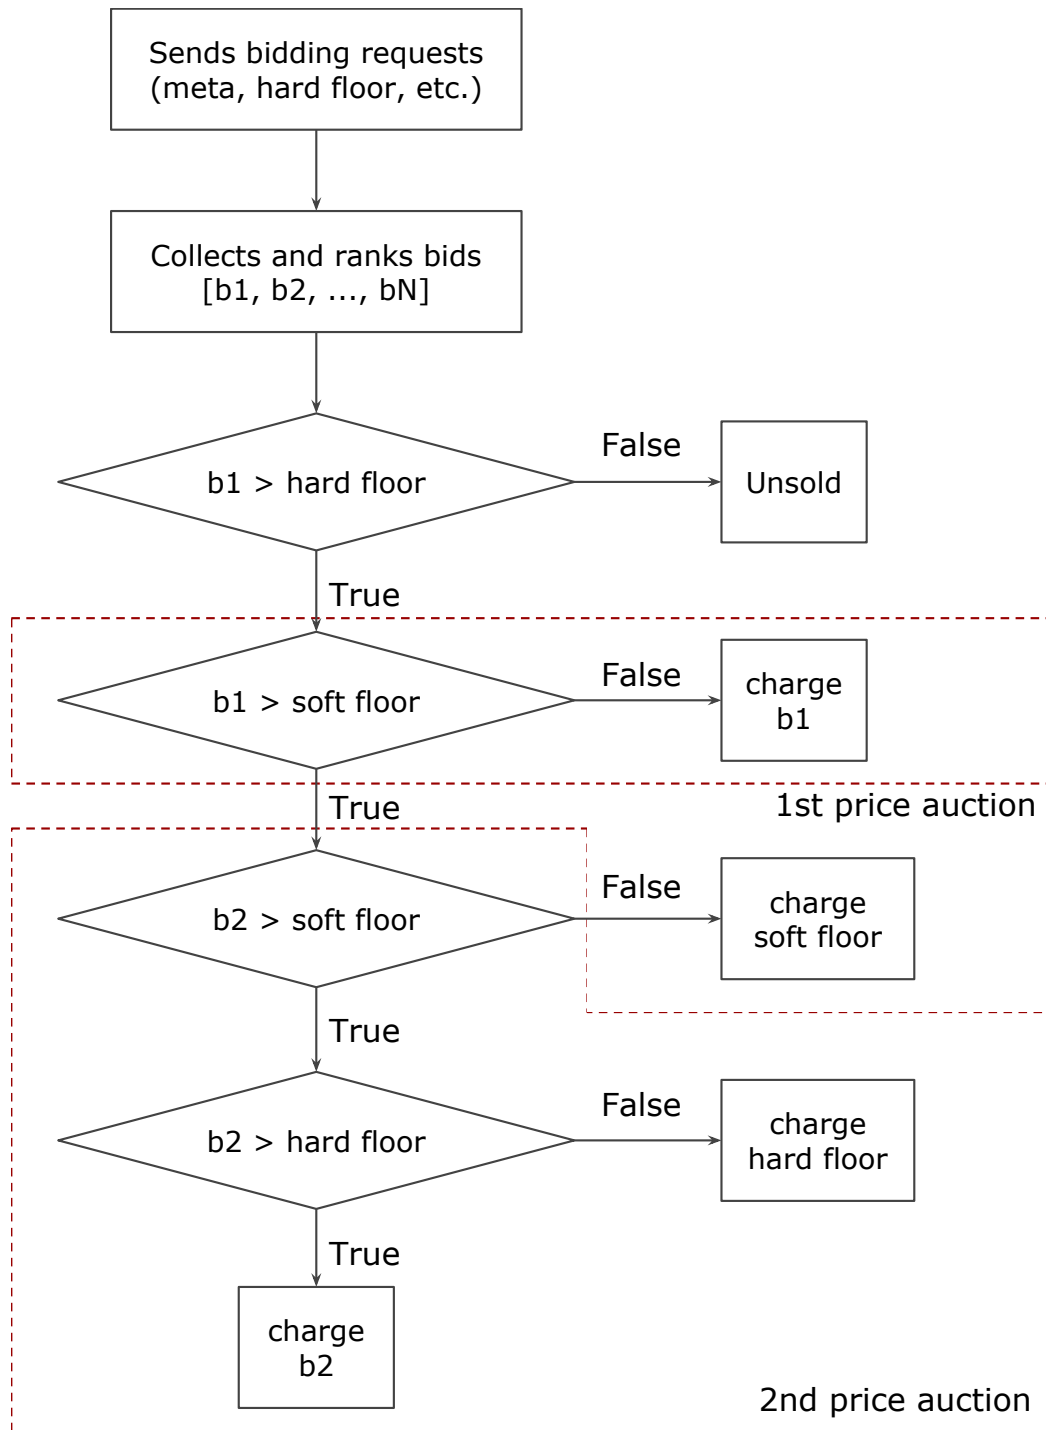 Sends bidding requests
(meta, hard floor, etc.)
Collects and ranks bids
[b1, b2, ..., bN]
b1 > hard floor
False
Unsold
True
b1 > soft floor
False
charge
b1
1st price auction
True
b2 > soft floor
False
charge
soft floor
True
b2 > hard floor
False
charge
hard floor
True
charge
b2
2nd price auction